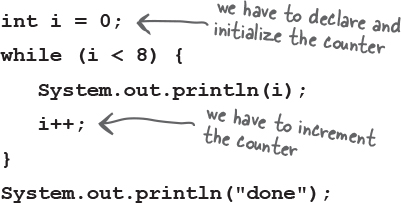 int i = 0;
we have to declare and
initialize the counter
while (i < 8) {
System.out.println(i);
i++;
we have to increment
the counter
}
System.out.println("done");